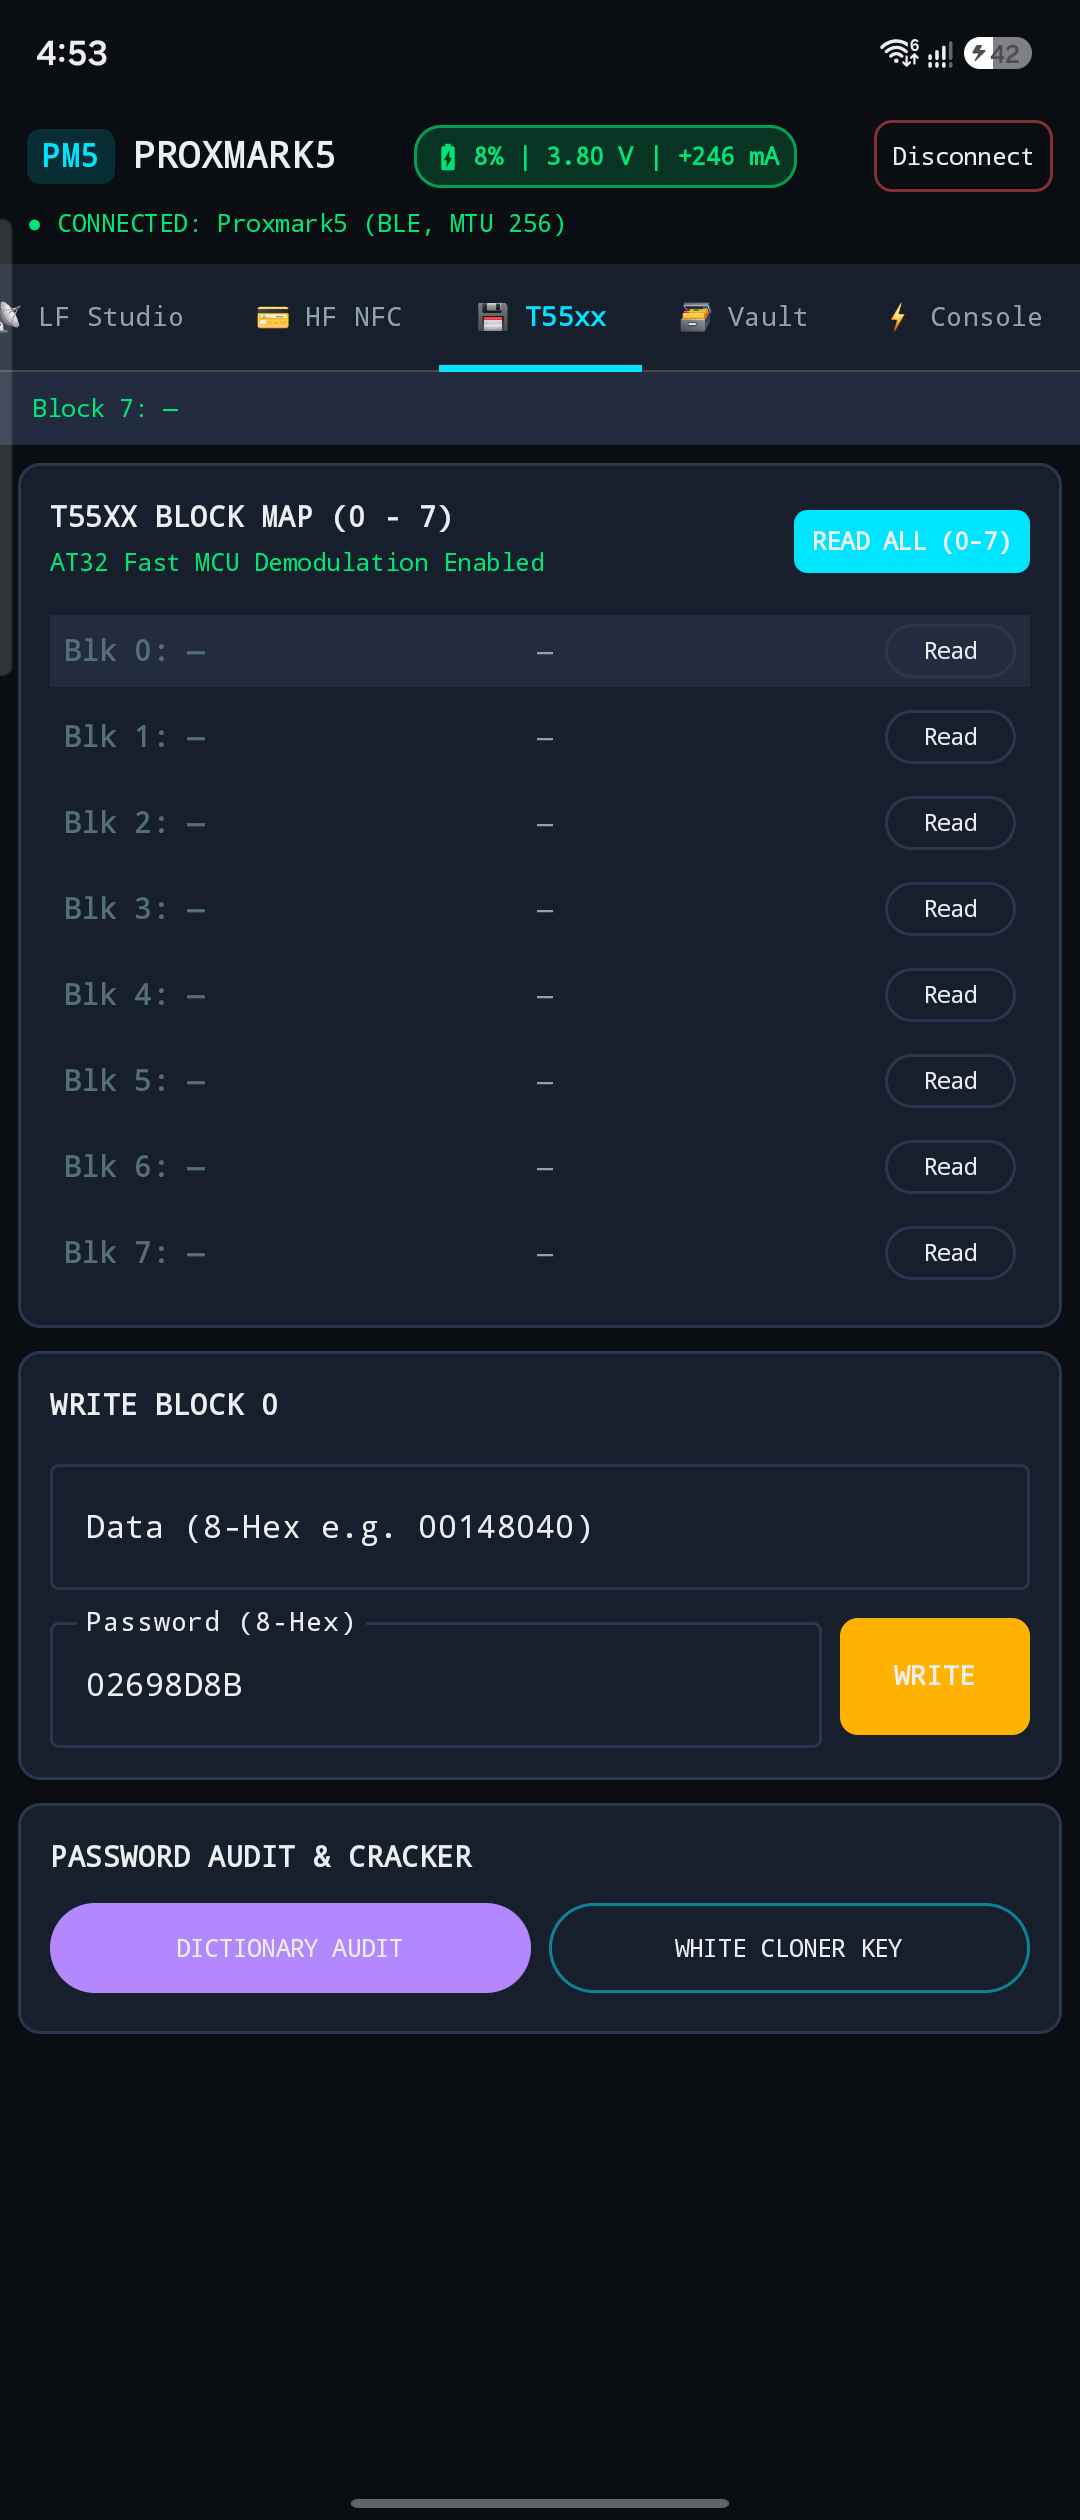 4:53
6
42
PM5 PROXMARK5
8% | 3.80 V | +246 mA
Disconnect
● CONNECTED: Proxmark5 (BLE, MTU 256)
LF Studio
HF NFC
T55xx
Vault
Console
Block 7: —
T55XX BLOCK MAP (0 - 7)
AT32 Fast MCU Demodulation Enabled
READ ALL (0-7)
Blk 0: — — Read
Blk 1: — — Read
Blk 2: — — Read
Blk 3: — — Read
Blk 4: — — Read
Blk 5: — — Read
Blk 6: — — Read
Blk 7: — — Read
WRITE BLOCK 0
Data (8-Hex e.g. 00148040)
Password (8-Hex)
02698D8B
WRITE
PASSWORD AUDIT & CRACKER
DICTIONARY AUDIT
WHITE CLONER KEY